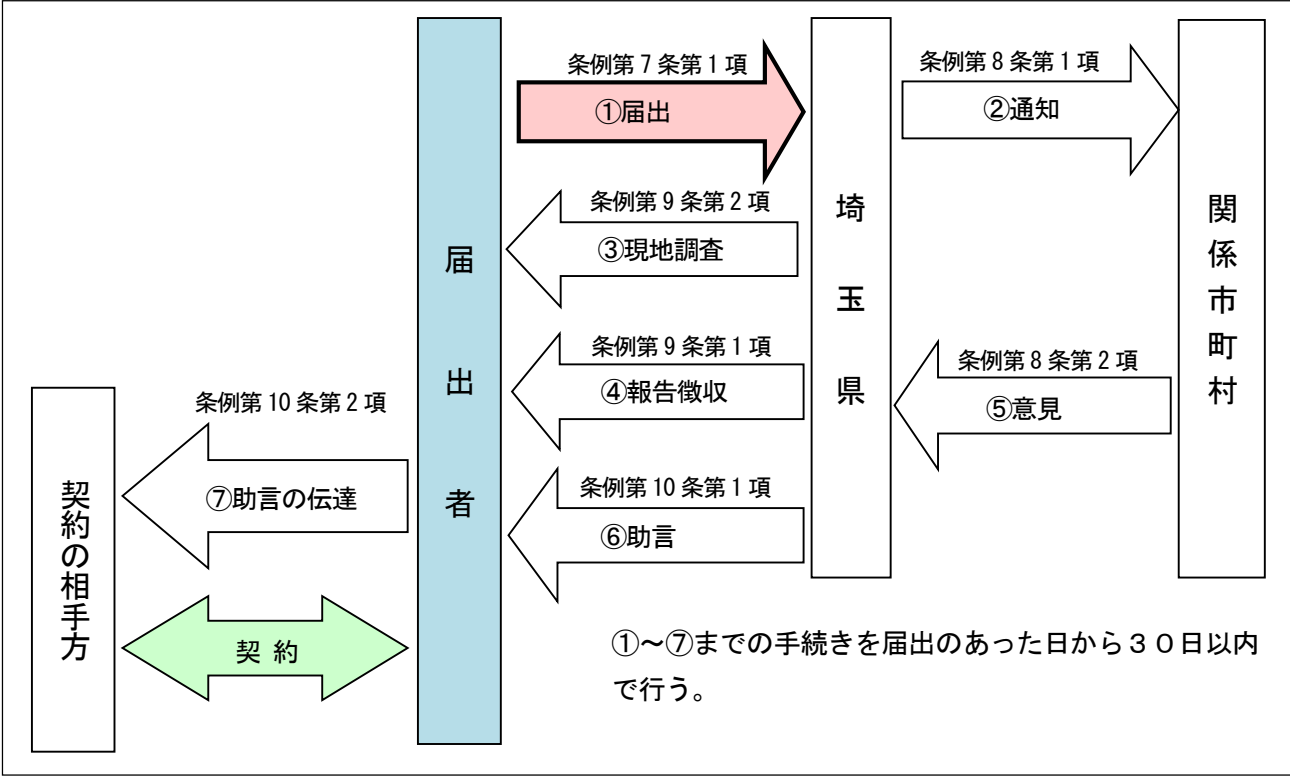 条例第７条第１項
①届出
条例第８条第１項
②通知
条例第９条第２項
③現地調査
条例第９条第１項
④報告徴収
条例第８条第２項
⑤意見
条例第10条第１項
⑥助言
条例第10条第２項
⑦助言の伝達
契約
契約の相手方
届出者
埼玉県
関係市町村
①～⑦までの手続きを届出のあった日から３０日以内
で行う。